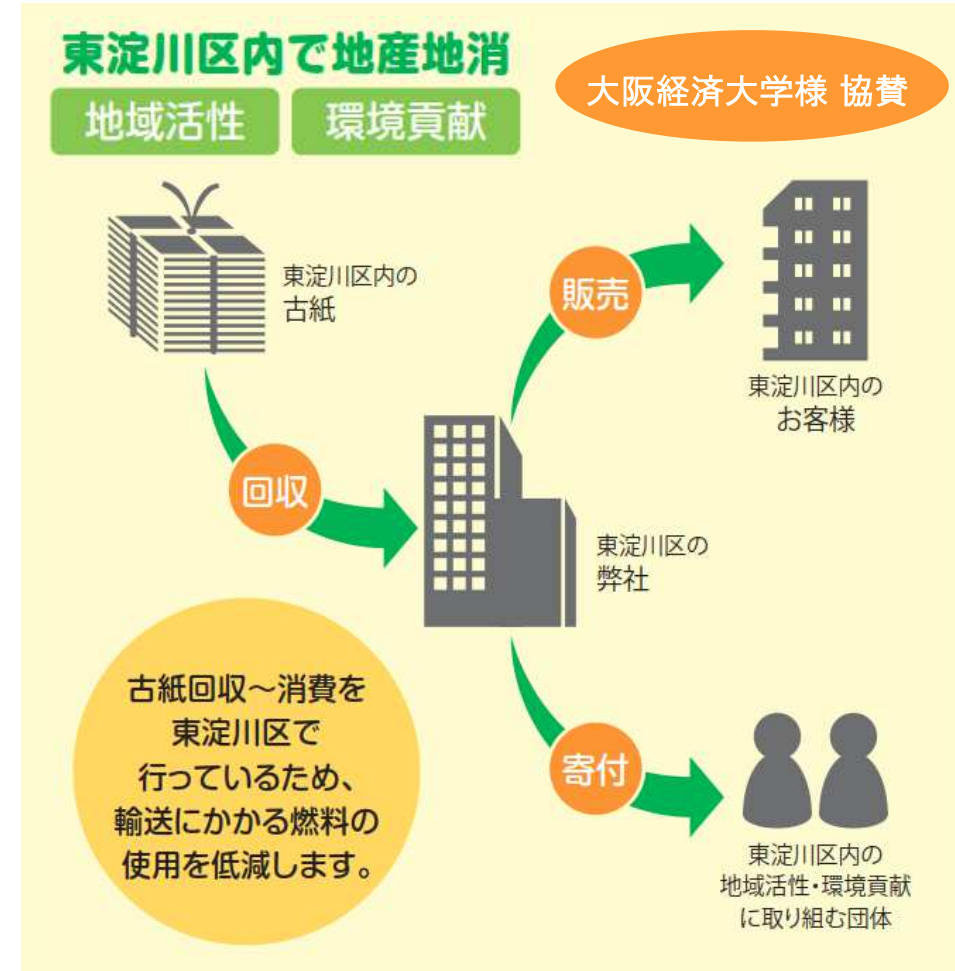 東淀川区内で地産地消
地域活性
環境貢献
大阪経済大学様 協賛
東淀川区内の
古紙
回収
東淀川区の
弊社
販売
東淀川区内の
お客様
寄付
東淀川区内の
地域活性・環境貢献
に取り組む団体
古紙回収～消費を
東淀川区で
行っているため、
輸送にかかる燃料の
使用を低減します。